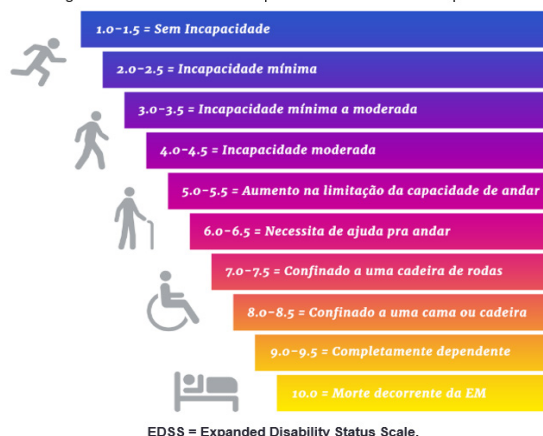 1.0-1.5 = Sem Incapacidade
2.0-2.5 = Incapacidade mínima
3.0-3.5 = Incapacidade mínima a moderada
4.0-4.5 = Incapacidade moderada
5.0-5.5 = Aumento na limitação da capacidade de andar
6.0-6.5 = Necessita de ajuda pra andar
7.0-7.5 = Confinado a uma cadeira de rodas
8.0-8.5 = Confinado a uma cama ou cadeira
9.0-9.5 = Completamente dependente
10.0 = Morte decorrente da EM
EDSS = Expanded Disability Status Scale.